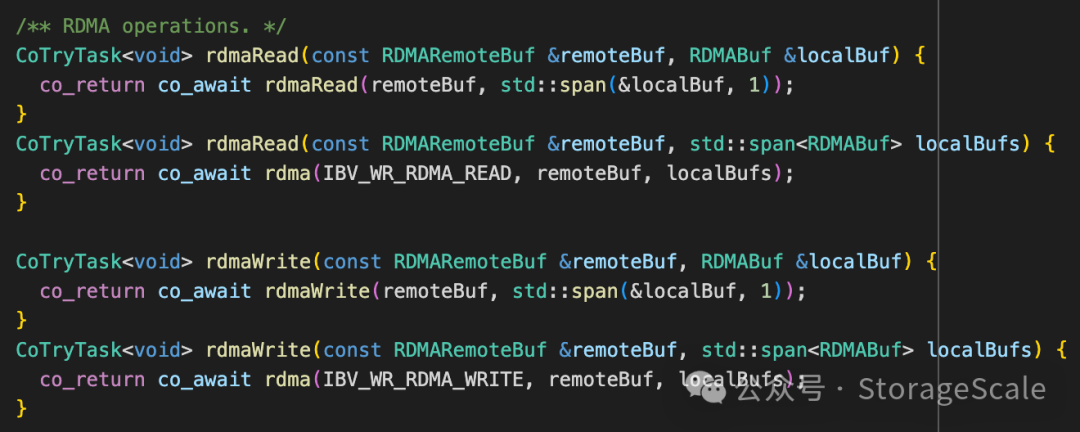 /** RDMA operations. */
CoTryTask<void> rdmaRead(const RDMARemoteBuf &remoteBuf, RDMABuf &localBuf) {
  co_return co_await rdmaRead(remoteBuf, std::span(&localBuf, 1));
}
CoTryTask<void> rdmaRead(const RDMARemoteBuf &remoteBuf, std::span<RDMABuf> localBufs) {
  co_return co_await rdma(IBV_WR_RDMA_READ, remoteBuf, localBufs);
}

CoTryTask<void> rdmaWrite(const RDMARemoteBuf &remoteBuf, RDMABuf &localBuf) {
  co_return co_await rdmaWrite(remoteBuf, std::span(&localBuf, 1));
}
CoTryTask<void> rdmaWrite(const RDMARemoteBuf &remoteBuf, std::span<RDMABuf> localBufs) {
  co_return co_await rdma(IBV_WR_RDMA_WRITE, remoteBuf, localBufs);
}
公众号 · StorageScale